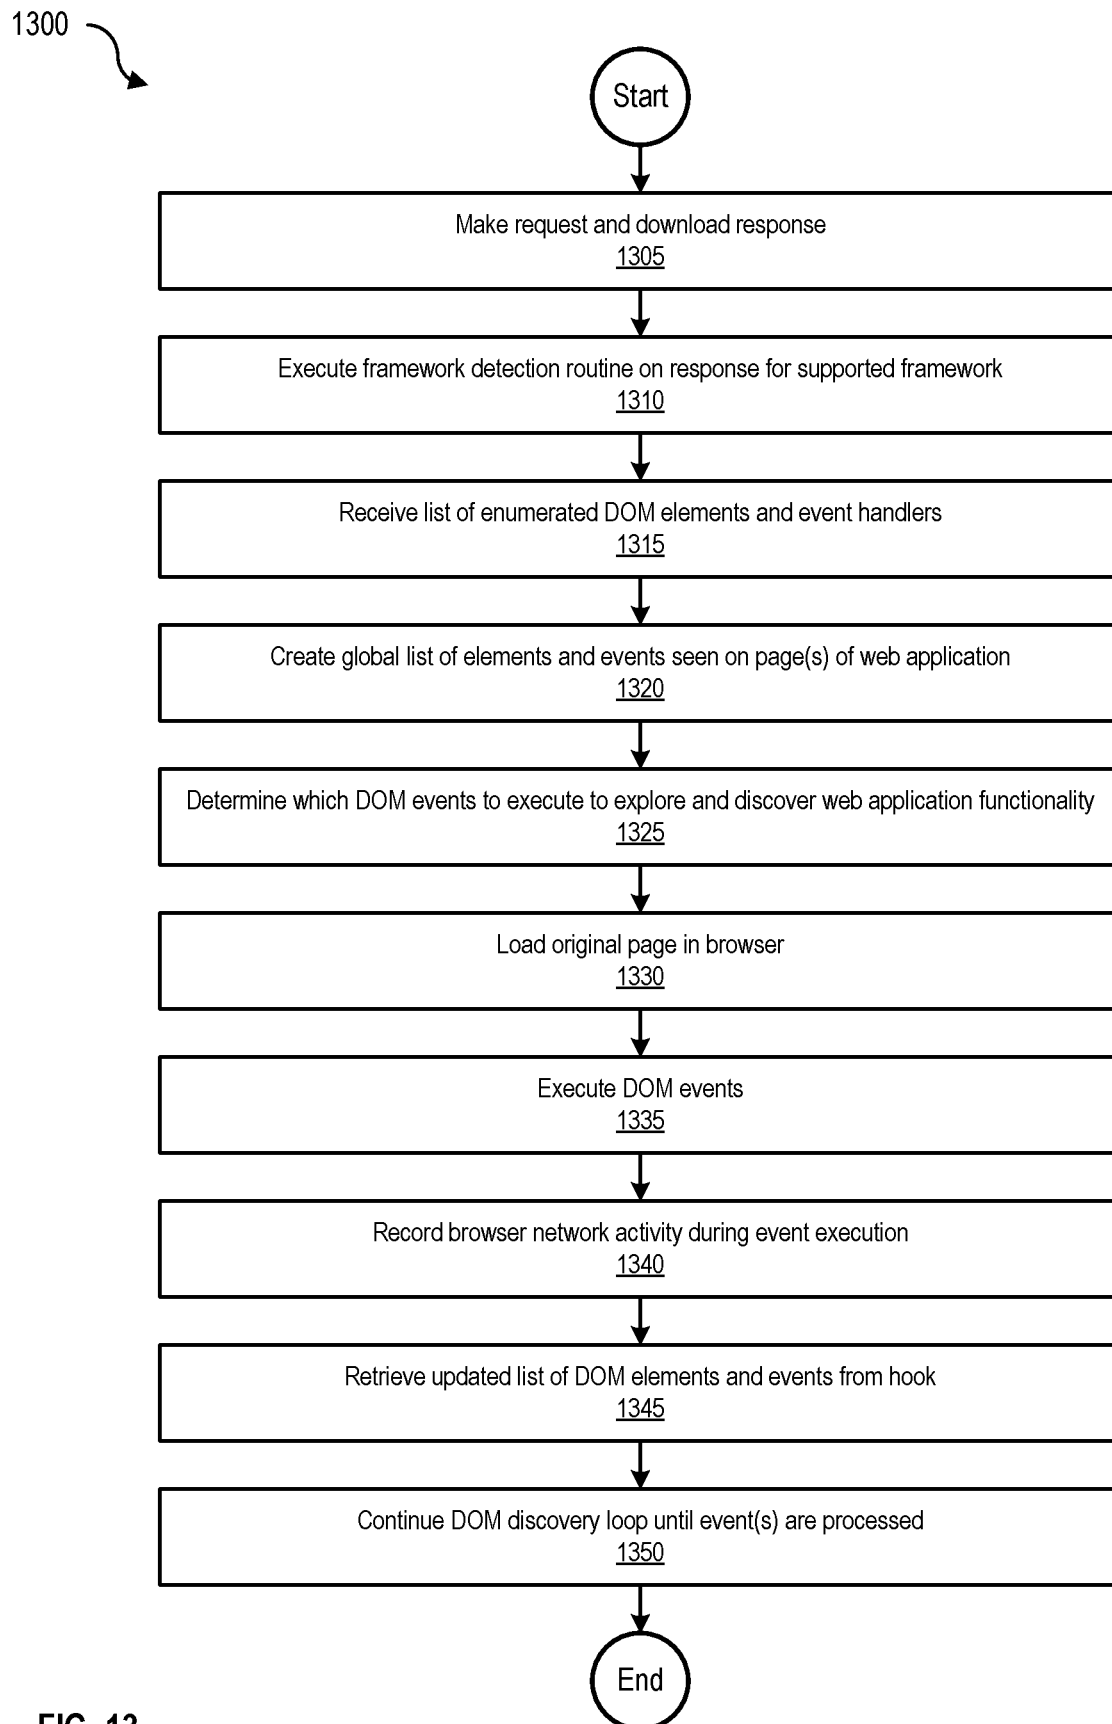 1300
Start
Make request and download response
1305
Execute framework detection routine on response for supported framework
1310
Receive list of enumerated DOM elements and event handlers
1315
Create global list of elements and events seen on page(s) of web application
1320
Determine which DOM events to execute to explore and discover web application functionality
1325
Load original page in browser
1330
Execute DOM events
1335
Record browser network activity during event execution
1340
Retrieve updated list of DOM elements and events from hook
1345
Continue DOM discovery loop until event(s) are processed
1350
End
FIG. 13